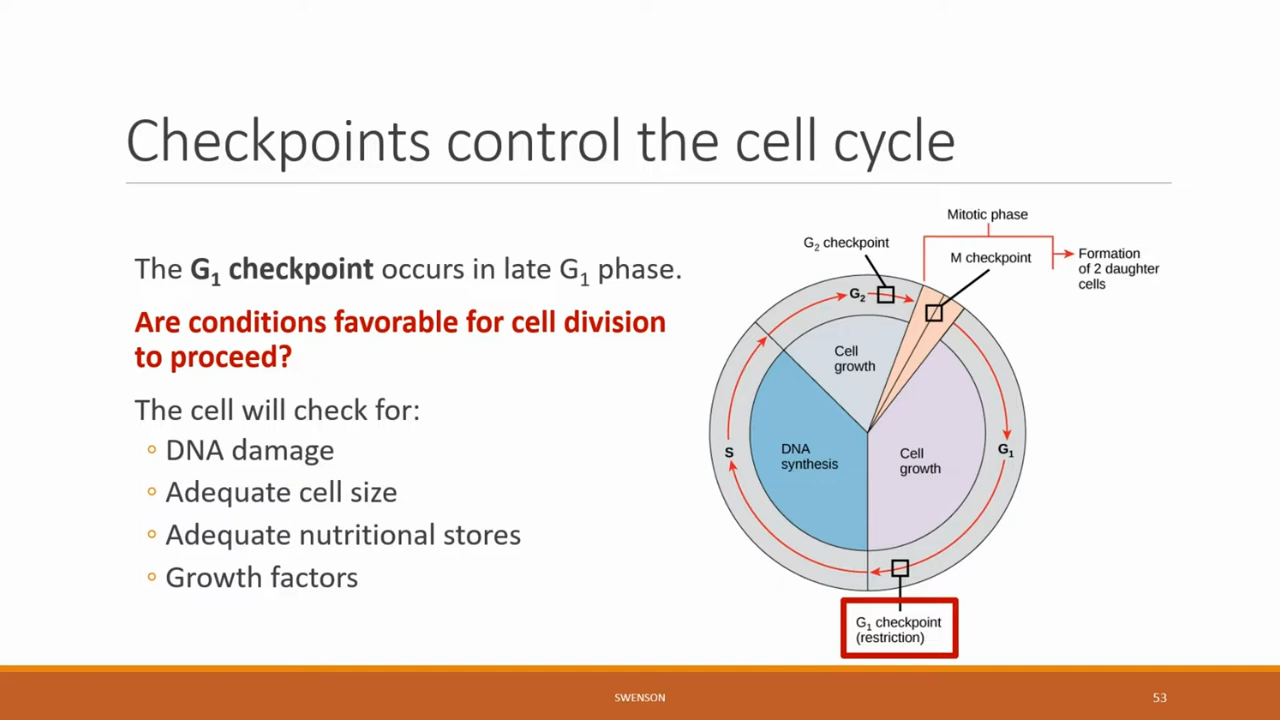 Checkpoints control the cell cycle
The G₁ checkpoint occurs in late G₁ phase.
Are conditions favorable for cell division
to proceed?
The cell will check for:
◦ DNA damage
◦ Adequate cell size
◦ Adequate nutritional stores
◦ Growth factors
Mitotic phase
G₂ checkpoint
M checkpoint
Formation
of 2 daughter
cells
G₂
Cell
growth
S
DNA
synthesis
Cell
growth
G₁
G₁ checkpoint
(restriction)
SWENSON
53